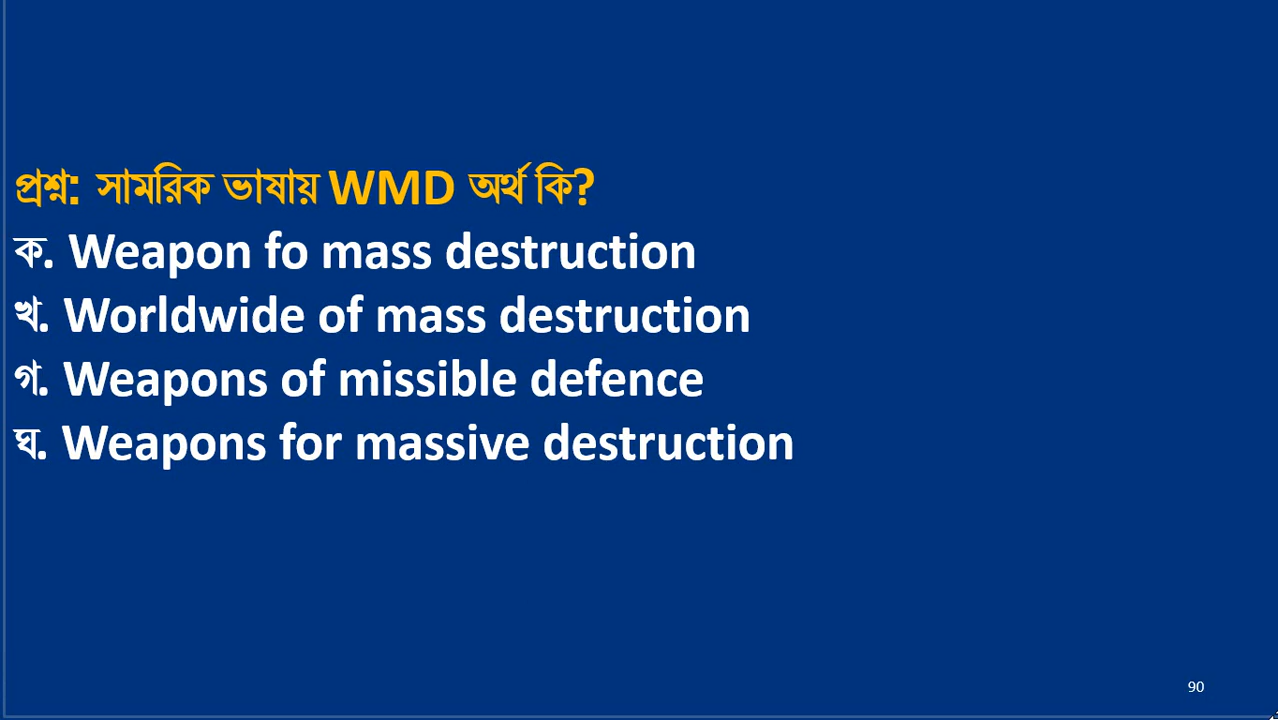 প্রশ্ন: সামরিক ভাষায় WMD অর্থ কি?
ক. Weapon fo mass destruction
খ. Worldwide of mass destruction
গ. Weapons of missible defence
ঘ. Weapons for massive destruction
90